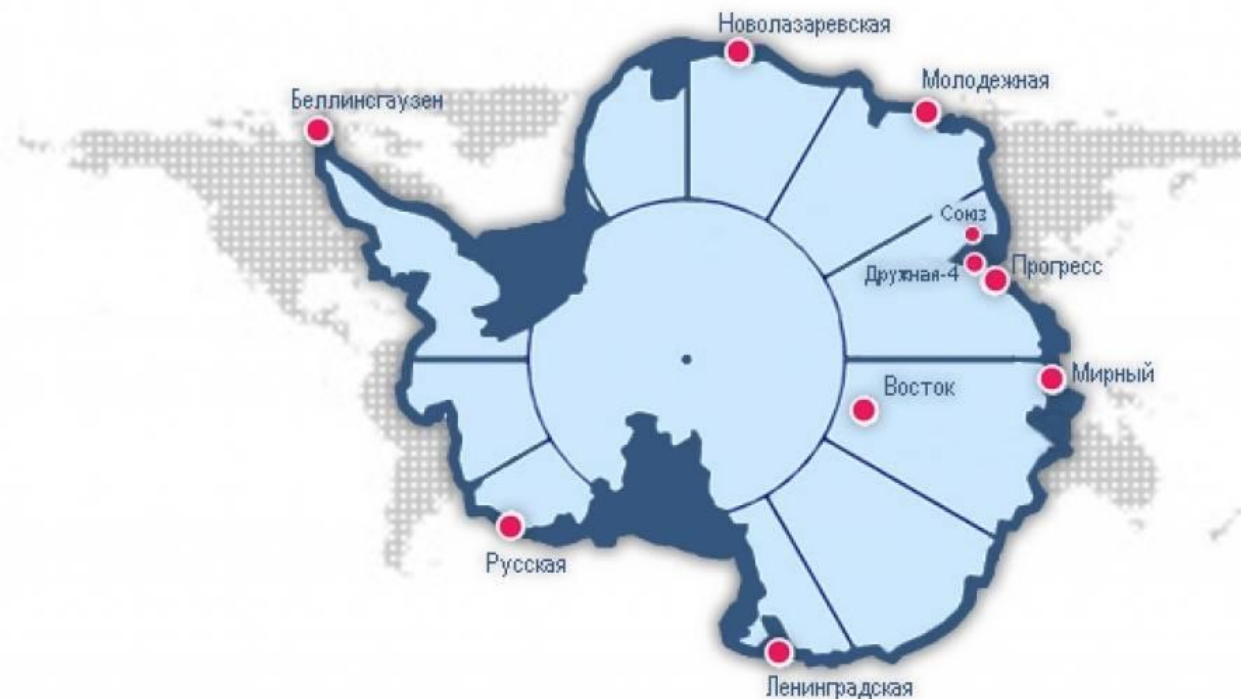 Новолазаревская
Молодежная
Беллинсгаузен
Союз
Дружная-4
Прогресс
Мирный
Восток
Русская
Ленинградская